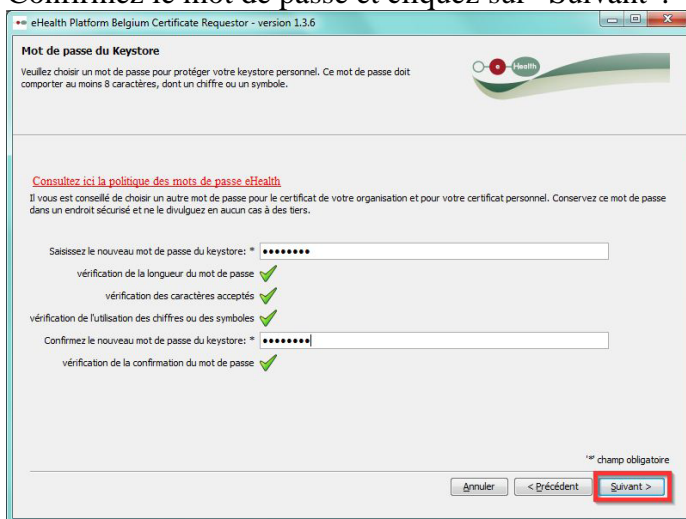 Confirmez le mot de passe et cliquez sur "Suivant".
eHealth Platform Belgium Certificate Requestor - version 1.3.6
Mot de passe du Keystore
Veuillez choisir un mot de passe pour protéger votre keystore personnel. Ce mot de passe doit
comporter au moins 8 caractères, dont un chiffre ou un symbole.
Health
Consultez ici la politique des mots de passe eHealth
Il vous est conseillé de choisir un autre mot de passe pour le certificat de votre organisation et pour votre certificat personnel. Conservez ce mot de passe
dans un endroit sécurisé et ne le divulguez en aucun cas à des tiers.
Saisissez le nouveau mot de passe du keystore: * ●●●●●●●●
vérification de la longueur du mot de passe
vérification des caractères acceptés
vérification de l'utilisation des chiffres ou des symboles
Confirmez le nouveau mot de passe du keystore: * ●●●●●●●●
vérification de la confirmation du mot de passe
'*' champ obligatoire
Annuler < Précédent Suivant >